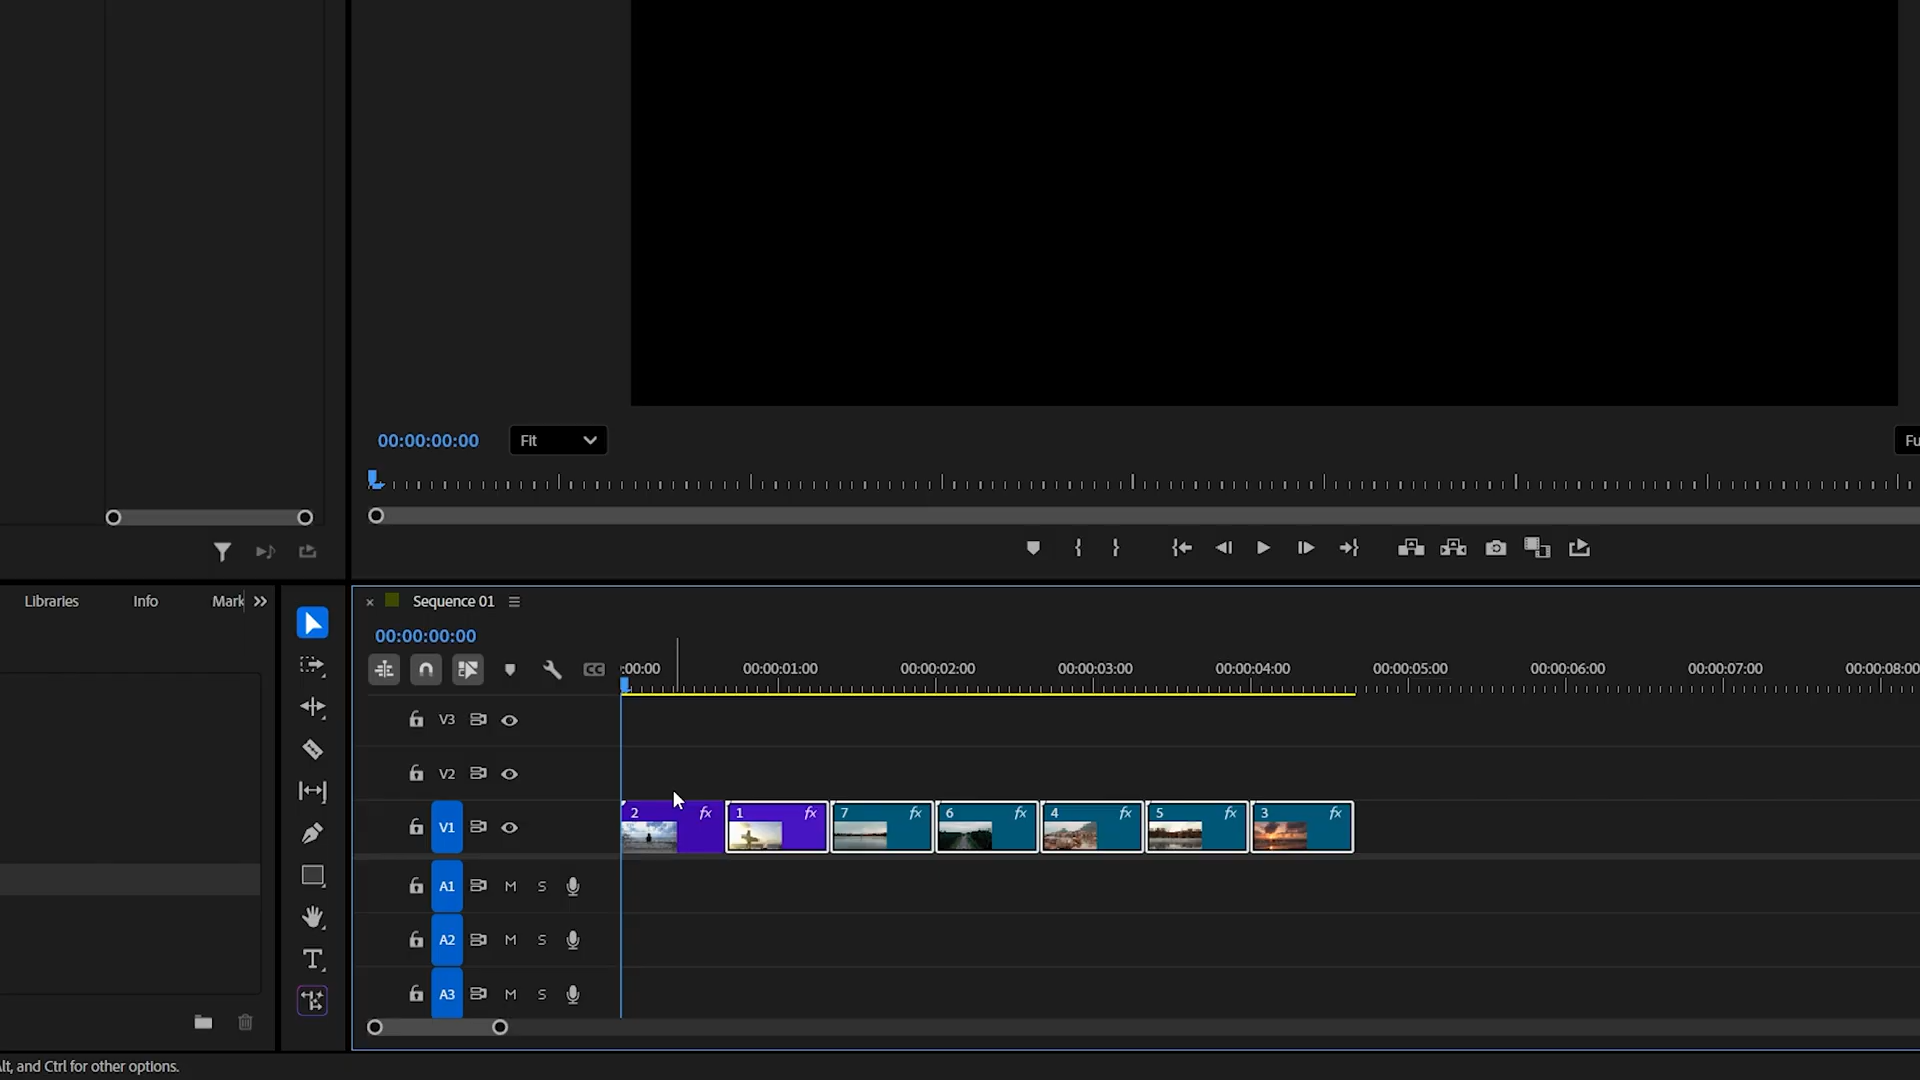 00:00:00:00
Fit
Fu
Libraries
Info
Mark
Sequence 01
00:00:00:00
:00:00
00:00:01:00
00:00:02:00
00:00:03:00
00:00:04:00
00:00:05:00
00:00:06:00
00:00:07:00
00:00:08:00
CC
V3
V2
V1
2 fx
1 fx
7 fx
6 fx
4 fx
5 fx
3 fx
A1 M S
A2 M S
A3 M S
T
lt, and Ctrl for other options.